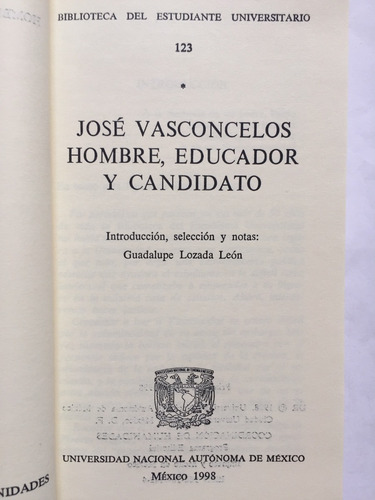 BIBLIOTECA DEL ESTUDIANTE UNIVERSITARIO
123
*
JOSÉ VASCONCELOS
HOMBRE, EDUCADOR
Y CANDIDATO
Introducción, selección y notas:
Guadalupe Lozada León
UNIVERSIDAD NACIONAL AUTÓNOMA DE MÉXICO
MÉXICO 1998
NIDADES